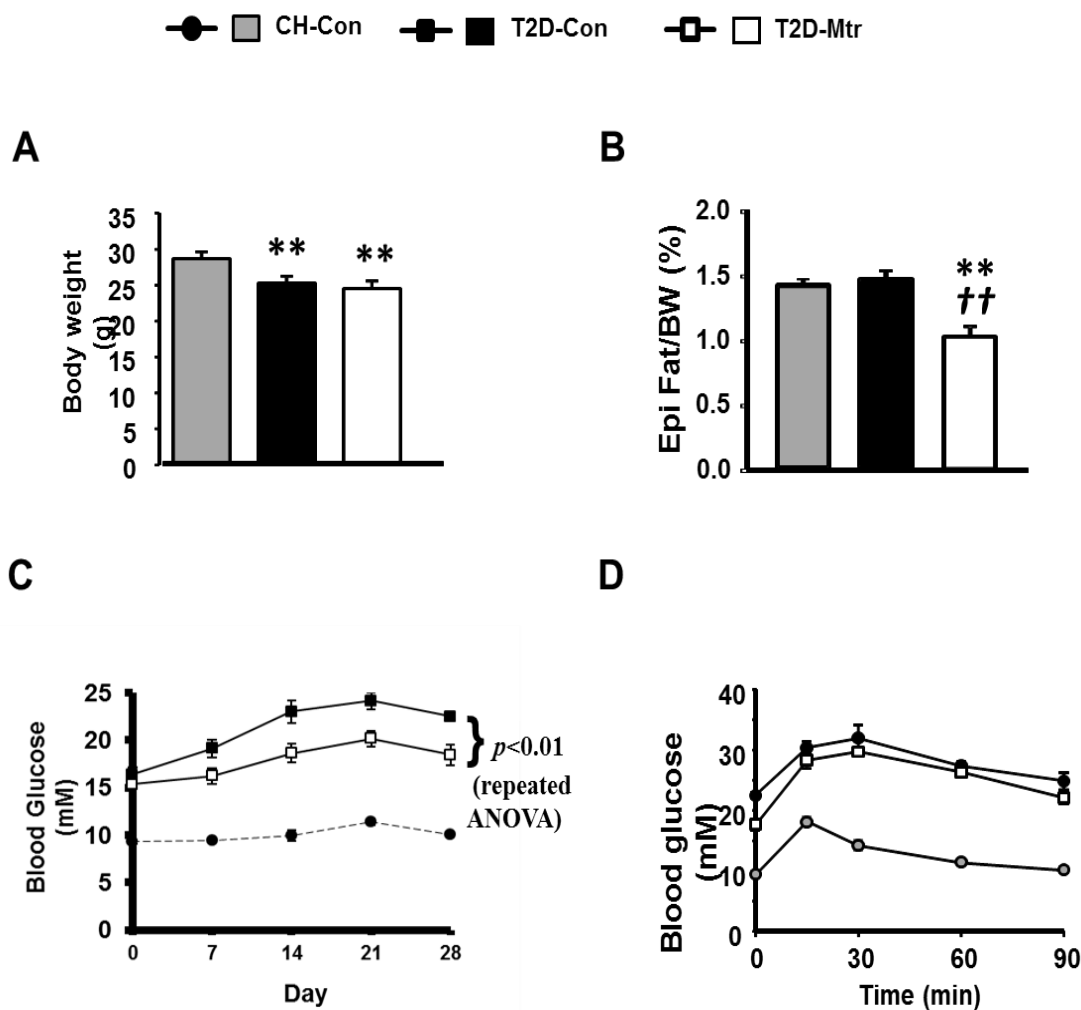 CH-Con T2D-Con T2D-Mtr
A
Body weight
(g)
35
30
25
20
15
10
5
0
** **
B
Epi Fat/BW (%)
2.0
1.5
1.0
0.5
0.0
**
††
C
Blood Glucose
(mM)
25
20
15
10
5
0
0 7 14 21 28
Day
} p<0.01
(repeated
ANOVA)
D
Blood glucose
(mM)
40
30
20
10
0
0 30 60 90
Time (min)